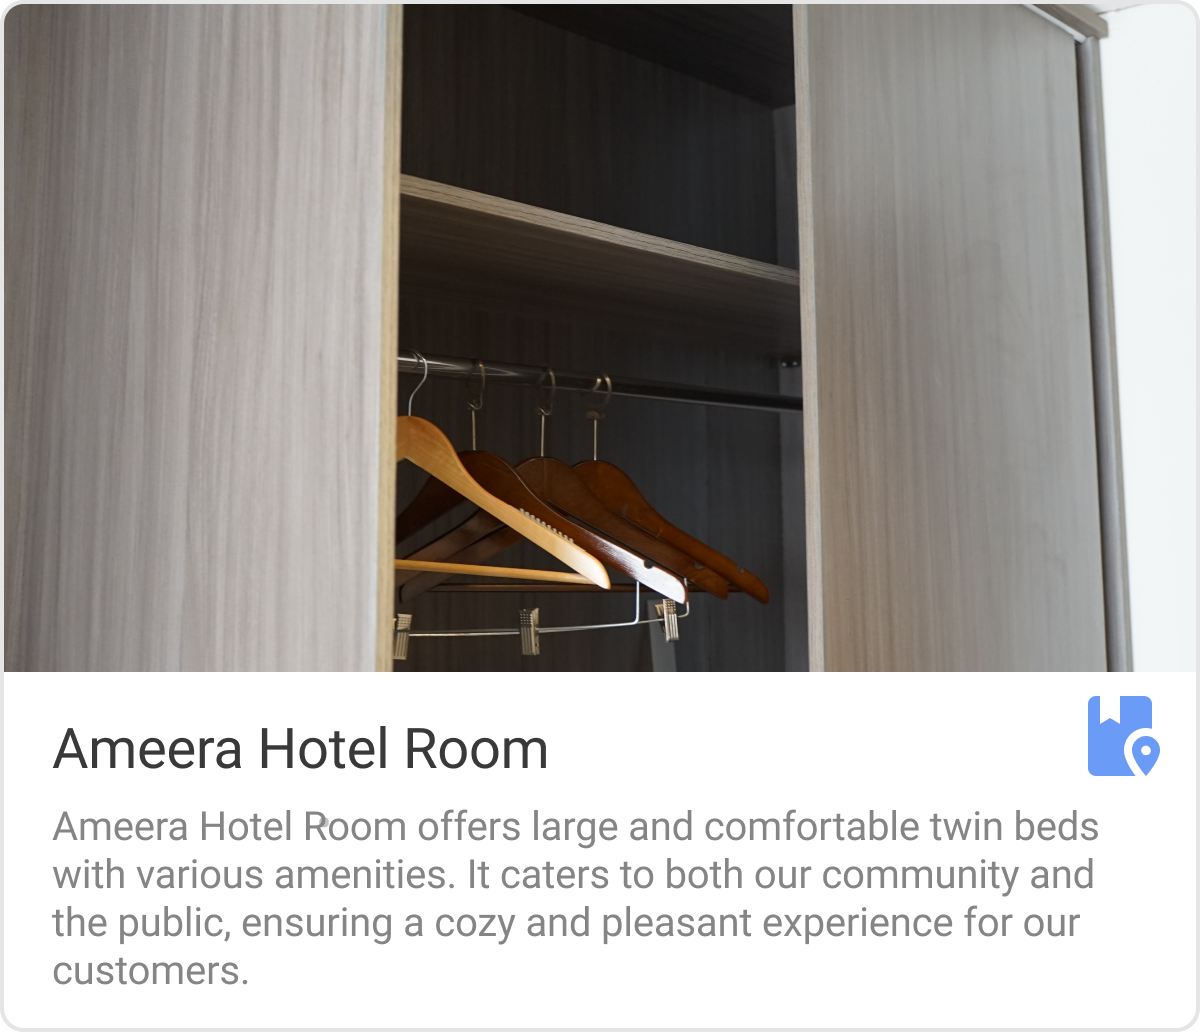 Ameera Hotel Room
Ameera Hotel Room offers large and comfortable twin beds
with various amenities. It caters to both our community and
the public, ensuring a cozy and pleasant experience for our
customers.